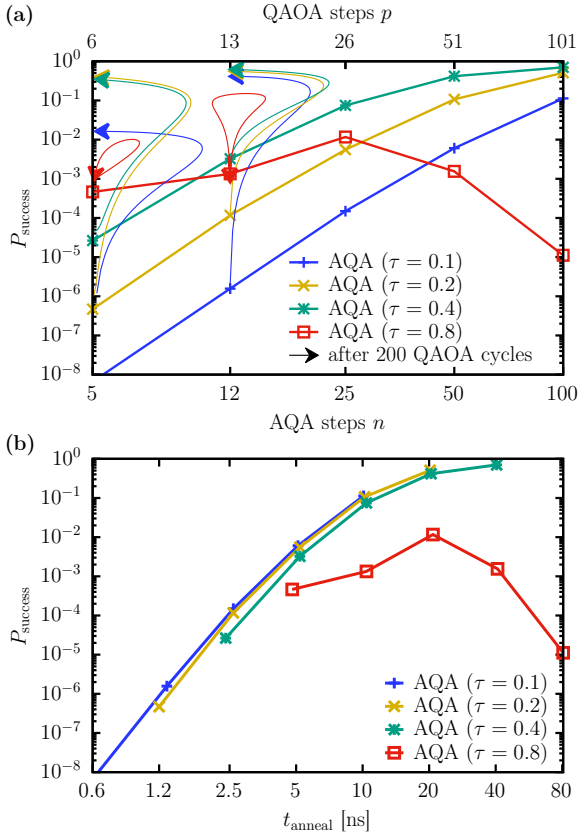 (a)
QAOA steps p
6 13 26 51 101
10^0
10^-1
10^-2
10^-3
10^-4
10^-5
10^-6
10^-7
10^-8
P_success
AQA (τ = 0.1)
AQA (τ = 0.2)
AQA (τ = 0.4)
AQA (τ = 0.8)
after 200 QAOA cycles
5 12 25 50 100
AQA steps n
(b)
10^0
10^-1
10^-2
10^-3
10^-4
10^-5
10^-6
10^-7
10^-8
P_success
AQA (τ = 0.1)
AQA (τ = 0.2)
AQA (τ = 0.4)
AQA (τ = 0.8)
0.6 1.2 2.5 5 10 20 40 80
t_anneal [ns]